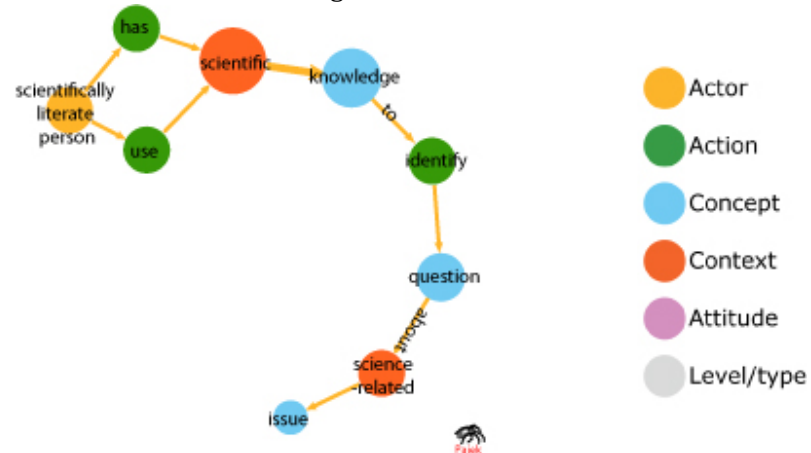 has
scientific
knowledge
scientifically
literate
person
to
use
identify
question
about
science
-related
issue
Pajek
Actor
Action
Concept
Context
Attitude
Level/type